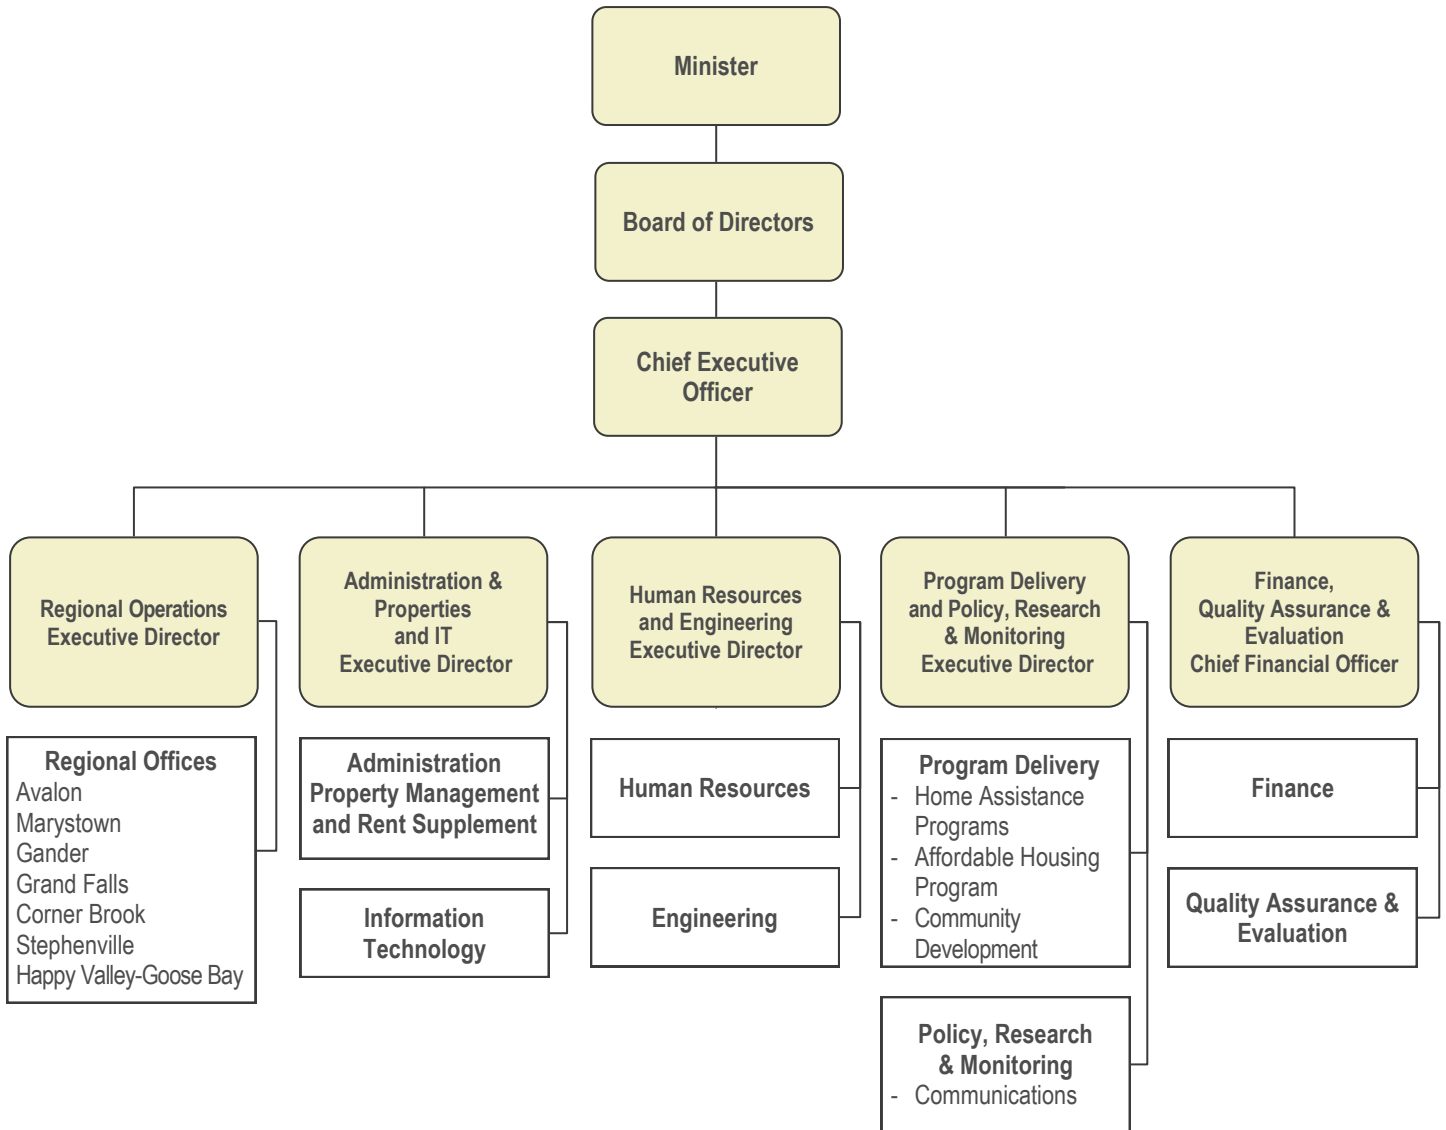 Minister
Board of Directors
Chief Executive
Officer
Regional Operations
Executive Director
Administration &
Properties
and IT
Executive Director
Human Resources
and Engineering
Executive Director
Program Delivery
and Policy, Research
& Monitoring
Executive Director
Finance,
Quality Assurance &
Evaluation
Chief Financial Officer
Regional Offices
Avalon
Marystown
Gander
Grand Falls
Corner Brook
Stephenville
Happy Valley-Goose Bay
Administration
Property Management
and Rent Supplement
Information
Technology
Human Resources
Engineering
Program Delivery
- Home Assistance
Programs
- Affordable Housing
Program
- Community
Development
Policy, Research
& Monitoring
- Communications
Finance
Quality Assurance &
Evaluation